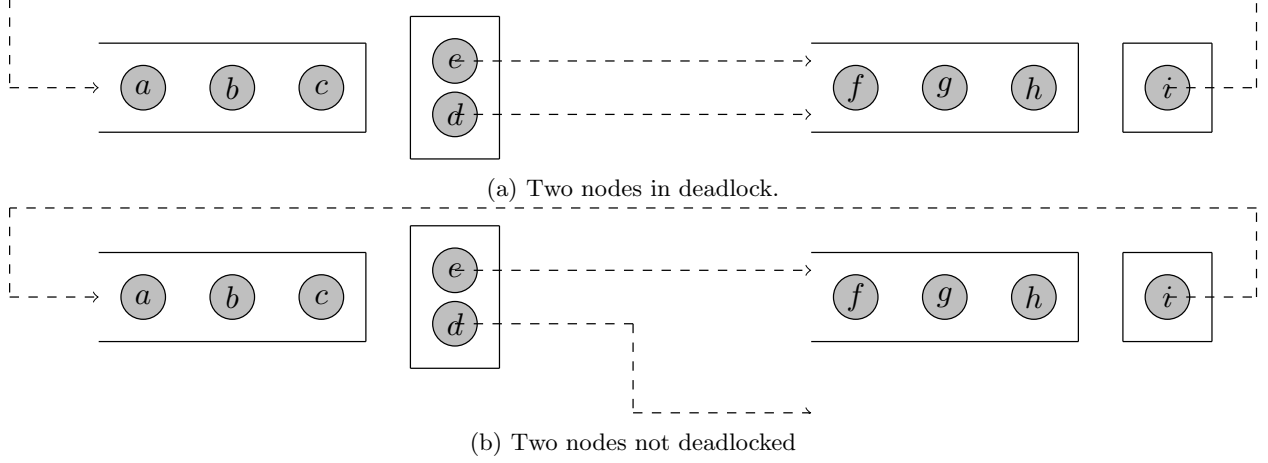 e
a b c f g h i
d
(a) Two nodes in deadlock.
e
a b c f g h i
d
(b) Two nodes not deadlocked